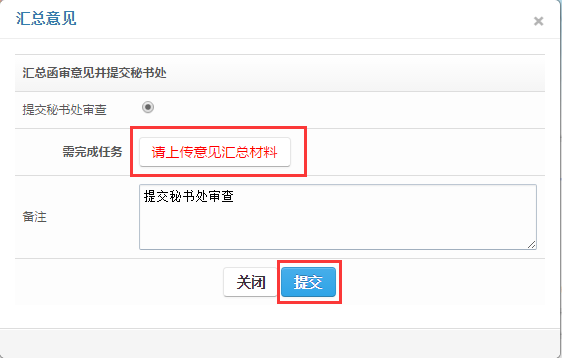 汇总意见
×
汇总函审意见并提交秘书处
提交秘书处审查
需完成任务 请上传意见汇总材料
备注 提交秘书处审查
关闭 提交